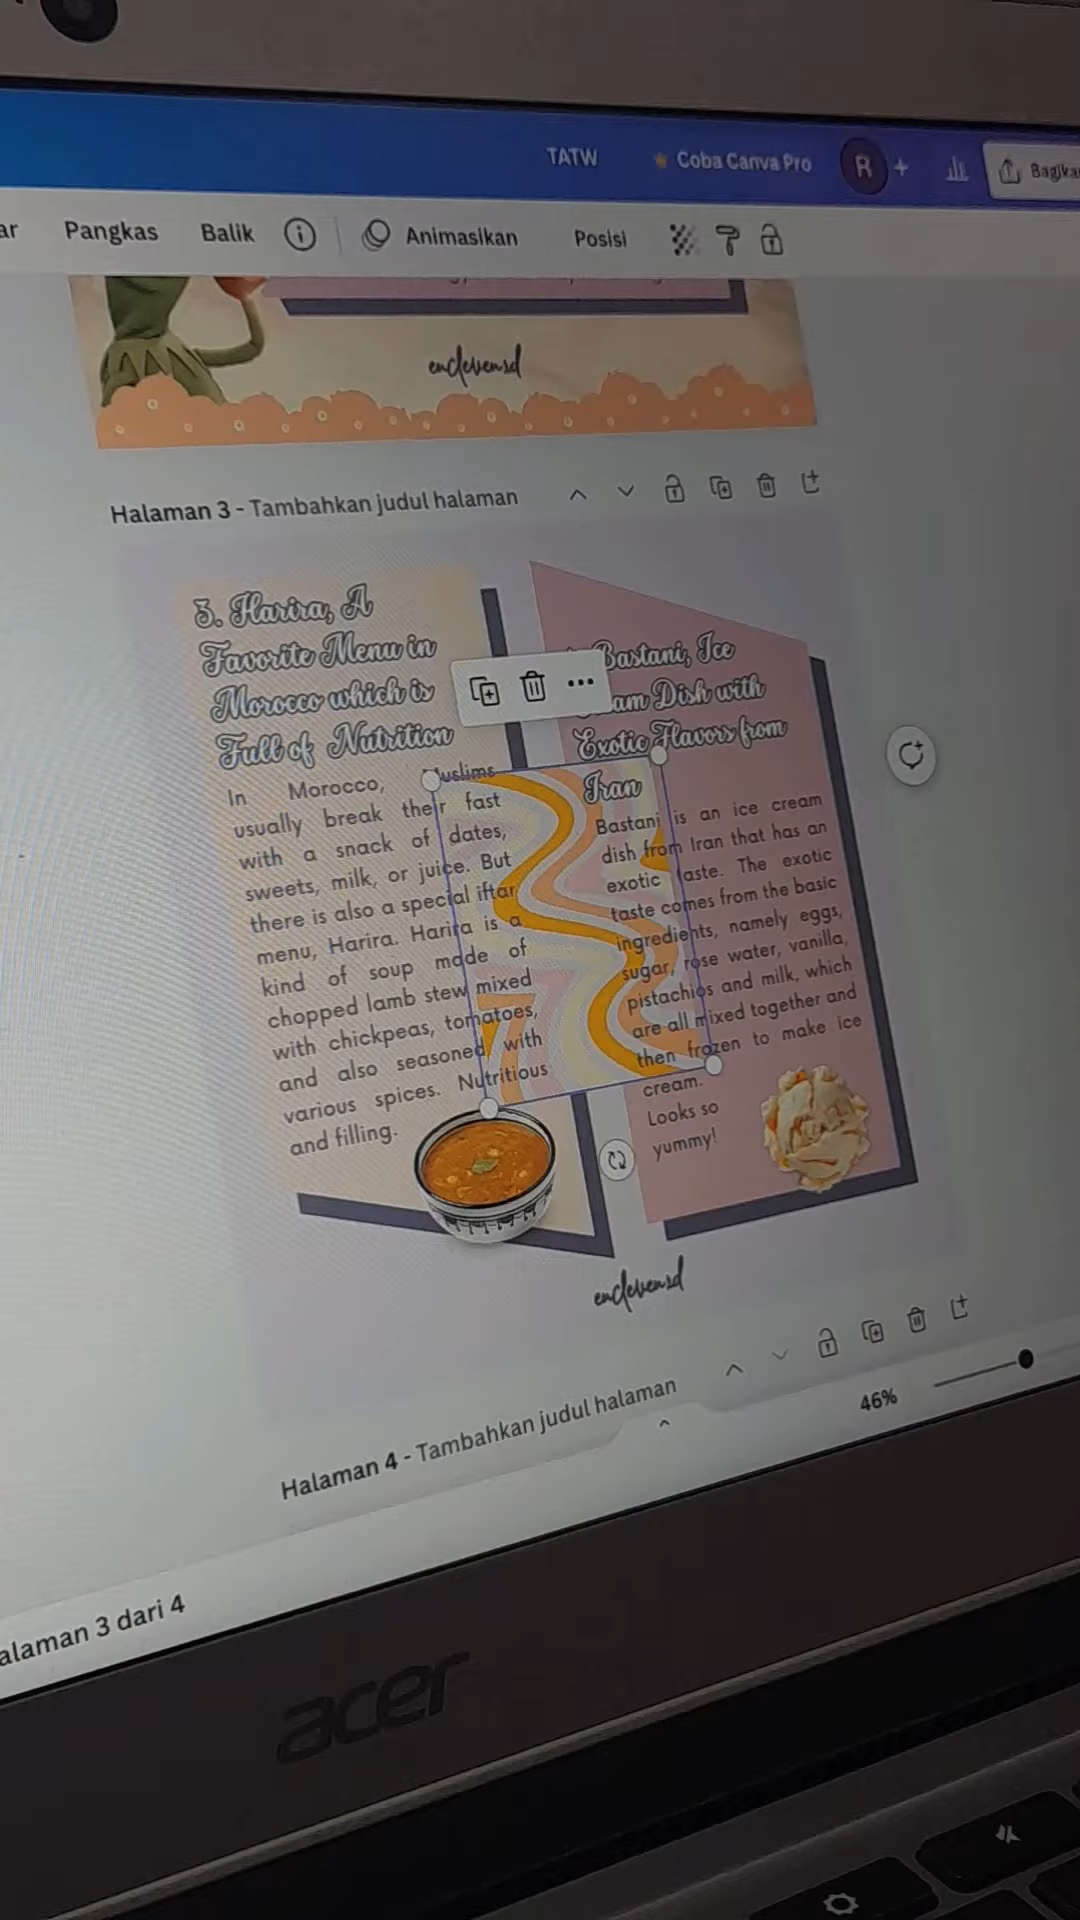 TATW
Coba Canva Pro
R
+
Pangkas
Balik
Animasikan
Posisi
Halaman 3 - Tambahkan judul halaman
3. Harira, A
Favorite Menu in
Morocco which is
Full of Nutrition
In Morocco, Muslims
usually break their fast
with a snack of dates,
sweets, milk, or juice. But
there is also a special iftar
menu, Harira. Harira is a
kind of soup made of
chopped lamb stew mixed
with chickpeas, tomatoes,
and also seasoned with
various spices. Nutritious
and filling.
Bastani, Ice
Dish with
Exotic Flavors from
Iran
Bastani is an ice cream
dish from Iran that has an
exotic taste. The exotic
taste comes from the basic
ingredients, namely eggs,
sugar, rose water, vanilla,
pistachios and milk, which
are all mixed together and
then frozen to make ice
cream.
Looks so
yummy!
Halaman 4 - Tambahkan judul halaman
46%
alaman 3 dari 4
acer